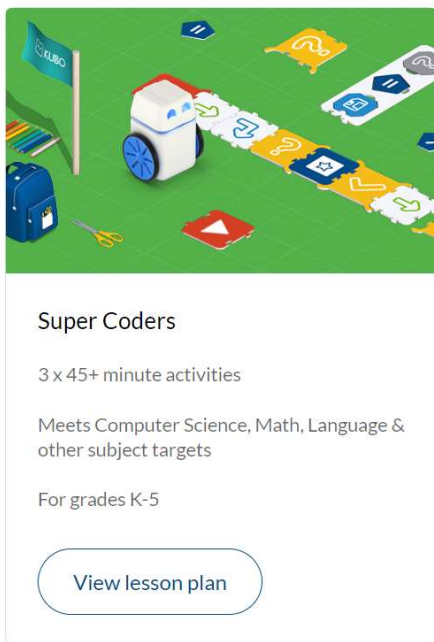 KUBO
Super Coders
3 x 45+ minute activities
Meets Computer Science, Math, Language &
other subject targets
For grades K-5
View lesson plan